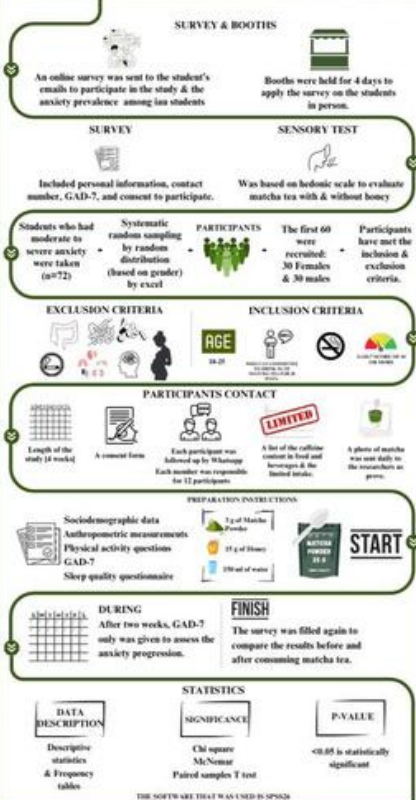 SURVEY & BOOTHS
An online survey was sent to the student's
emails to participate in the study & the
anxiety prevalence among iau students
Booths were held for 4 days to
apply the survey on the students
in person.
SURVEY
Included personal information, contact
number, GAD-7, and consent to participate.
SENSORY TEST
Was based on hedonic scale to evaluate
matcha tea with & without honey
Students who had
moderate to
severe anxiety
were taken
(n=72)
Systematic
random sampling
by random
distribution
(based on gender)
by excel
PARTICIPANTS
The first 60
were
recruited:
30 Females
& 30 males
Participants
have met the
inclusion &
exclusion
criteria.
EXCLUSION CRITERIA
INCLUSION CRITERIA
AGE
18-25
PARTICIPANTS CONTACT
Length of the
study [4 weeks]
A consent form
Each participant was
followed up by Whatsapp
Each member was responsible
for 12 participants
LIMITED
A list of the caffeine
content in food and
beverages & the
limited intake.
A photo of matcha
was sent daily to
the researchers as
prove.
PREPARATION INSTRUCTIONS
Sociodemographic data
Anthropometric measurements
Physical activity questions
GAD-7
Sleep quality questionnaire
of Matcha
Powder
15 g of Honey
250 ml of water
MATCHA
POWDER
START
DURING
After two weeks, GAD-7
only was given to assess the
anxiety progression.
FINISH
The survey was filled again to
compare the results before and
after consuming matcha tea.
STATISTICS
DATA
DESCRIPTION
Descriptive
statistics
& Frequency
tables
SIGNIFICANCE
Chi square
McNemar
Paired samples T test
P-VALUE
<0.05 is statistically
significant
THE SOFTWARE THAT WAS USED IS SPSS26